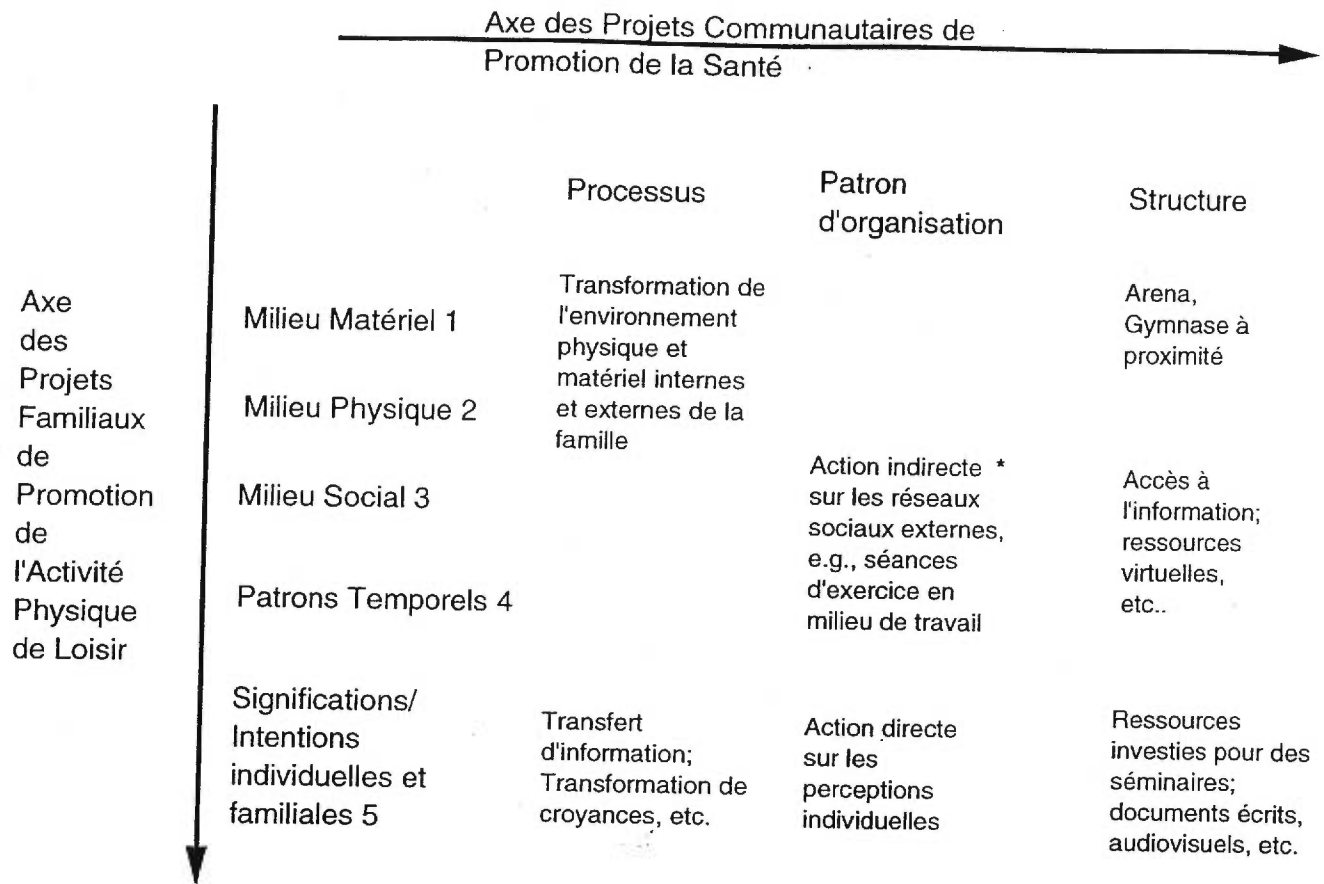 Axe des Projets Communautaires de
Promotion de la Santé
Processus
Patron
d'organisation
Structure
Axe
des
Projets
Familiaux
de
Promotion
de
l'Activité
Physique
de Loisir
Milieu Matériel 1
Milieu Physique 2
Milieu Social 3
Patrons Temporels 4
Significations/
Intentions
individuelles et
familiales 5
Transformation de
l'environnement
physique et
matériel internes
et externes de la
famille
Arena,
Gymnase à
proximité
Action indirecte *
sur les réseaux
sociaux externes,
e.g., séances
d'exercice en
milieu de travail
Accès à
l'information;
ressources
virtuelles,
etc..
Transfert
d'information;
Transformation de
croyances, etc.
Action directe
sur les
perceptions
individuelles
Ressources
investies pour des
séminaires;
documents écrits,
audiovisuels, etc.